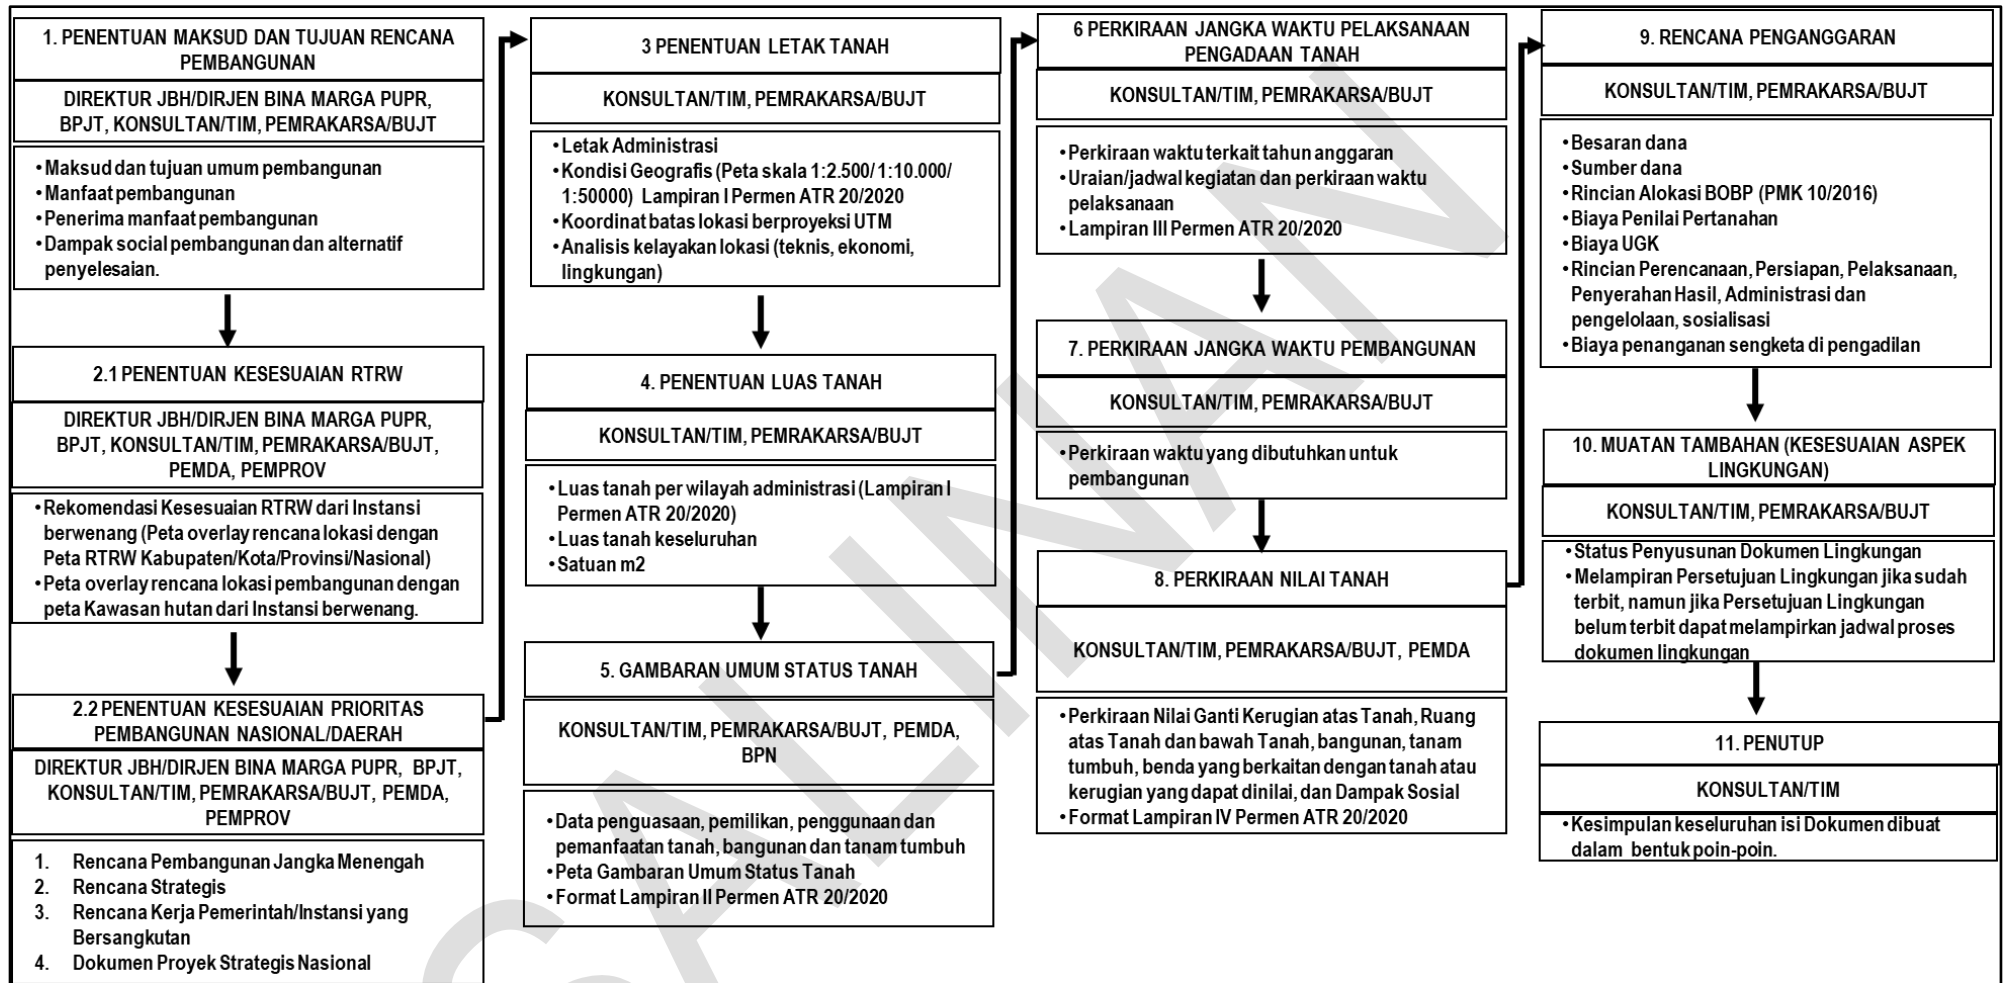 1. PENENTUAN MAKSUD DAN TUJUAN RENCANA
PEMBANGUNAN
DIREKTUR JBH/DIRJEN BINA MARGA PUPR,
BPJT, KONSULTAN/TIM, PEMRAKARSA/BUJT
•Maksud dan tujuan umum pembangunan
•Manfaat pembangunan
•Penerima manfaat pembangunan
•Dampak social pembangunan dan alternatif
penyelesaian.
2.1 PENENTUAN KESESUAIAN RTRW
DIREKTUR JBH/DIRJEN BINA MARGA PUPR,
BPJT, KONSULTAN/TIM, PEMRAKARSA/BUJT,
PEMDA, PEMPROV
•Rekomendasi Kesesuaian RTRW dari Instansi
berwenang (Peta overlay rencana lokasi dengan
Peta RTRW Kabupaten/Kota/Provinsi/Nasional)
•Peta overlay rencana lokasi pembangunan dengan
peta Kawasan hutan dari Instansi berwenang.
2.2 PENENTUAN KESESUAIAN PRIORITAS
PEMBANGUNAN NASIONAL/DAERAH
DIREKTUR JBH/DIRJEN BINA MARGA PUPR, BPJT,
KONSULTAN/TIM, PEMRAKARSA/BUJT, PEMDA,
PEMPROV
1. Rencana Pembangunan Jangka Menengah
2. Rencana Strategis
3. Rencana Kerja Pemerintah/Instansi yang
Bersangkutan
4. Dokumen Proyek Strategis Nasional
3 PENENTUAN LETAK TANAH
KONSULTAN/TIM, PEMRAKARSA/BUJT
•Letak Administrasi
•Kondisi Geografis (Peta skala 1:2.500/ 1:10.000/
1:50000) Lampiran I Permen ATR 20/2020
•Koordinat batas lokasi berproyeksi UTM
•Analisis kelayakan lokasi (teknis, ekonomi,
lingkungan)
4. PENENTUAN LUAS TANAH
KONSULTAN/TIM, PEMRAKARSA/BUJT
•Luas tanah per wilayah administrasi (Lampiran I
Permen ATR 20/2020)
•Luas tanah keseluruhan
•Satuan m2
5. GAMBARAN UMUM STATUS TANAH
KONSULTAN/TIM, PEMRAKARSA/BUJT, PEMDA,
BPN
•Data penguasaan, pemilikan, penggunaan dan
pemanfaatan tanah, bangunan dan tanam tumbuh
•Peta Gambaran Umum Status Tanah
•Format Lampiran II Permen ATR 20/2020
6 PERKIRAAN JANGKA WAKTU PELAKSANAAN
PENGADAAN TANAH
KONSULTAN/TIM, PEMRAKARSA/BUJT
•Perkiraan waktu terkait tahun anggaran
•Uraian/jadwal kegiatan dan perkiraan waktu
pelaksanaan
•Lampiran III Permen ATR 20/2020
7. PERKIRAAN JANGKA WAKTU PEMBANGUNAN
KONSULTAN/TIM, PEMRAKARSA/BUJT
•Perkiraan waktu yang dibutuhkan untuk
pembangunan
8. PERKIRAAN NILAI TANAH
KONSULTAN/TIM, PEMRAKARSA/BUJT, PEMDA
•Perkiraan Nilai Ganti Kerugian atas Tanah, Ruang
atas Tanah dan bawah Tanah, bangunan, tanam
tumbuh, benda yang berkaitan dengan tanah atau
kerugian yang dapat dinilai, dan Dampak Sosial
•Format Lampiran IV Permen ATR 20/2020
9. RENCANA PENGANGGARAN
KONSULTAN/TIM, PEMRAKARSA/BUJT
•Besaran dana
•Sumber dana
•Rincian Alokasi BOBP (PMK 10/2016)
•Biaya Penilai Pertanahan
•Biaya UGK
•Rincian Perencanaan, Persiapan, Pelaksanaan,
Penyerahan Hasil, Administrasi dan
pengelolaan, sosialisasi
•Biaya penanganan sengketa di pengadilan
10. MUATAN TAMBAHAN (KESESUAIAN ASPEK
LINGKUNGAN)
KONSULTAN/TIM, PEMRAKARSA/BUJT
•Status Penyusunan Dokumen Lingkungan
•Melampiran Persetujuan Lingkungan jika sudah
terbit, namun jika Persetujuan Lingkungan
belum terbit dapat melampirkan jadwal proses
dokumen lingkungan
11. PENUTUP
KONSULTAN/TIM
•Kesimpulan keseluruhan isi Dokumen dibuat
dalam bentuk poin-poin.
SALINAN